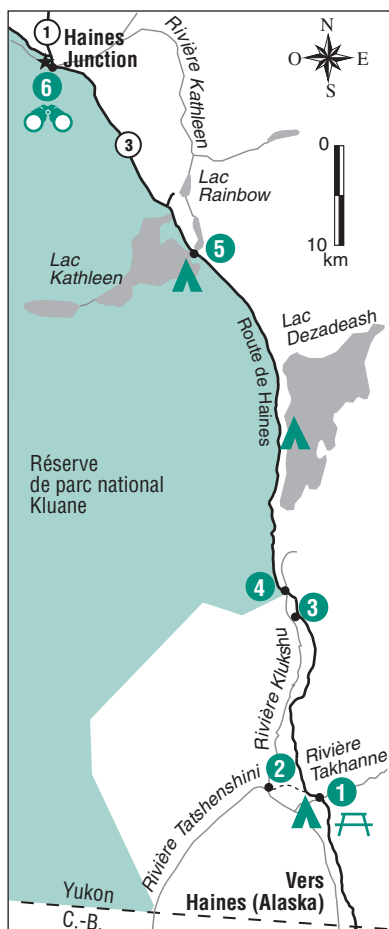 1
Haines
Junction
6
3
Rivière Kathleen
N
O
E
S
0
10
km
Lac
Rainbow
5
Lac
Kathleen
Lac
Dezadeash
Route de Haines
Réserve
de parc national
Kluane
4
3
Rivière Klukshu
Rivière
Takhanne
2
1
Rivière Tatshenshini
Vers
Haines (Alaska)
Yukon
C.-B.